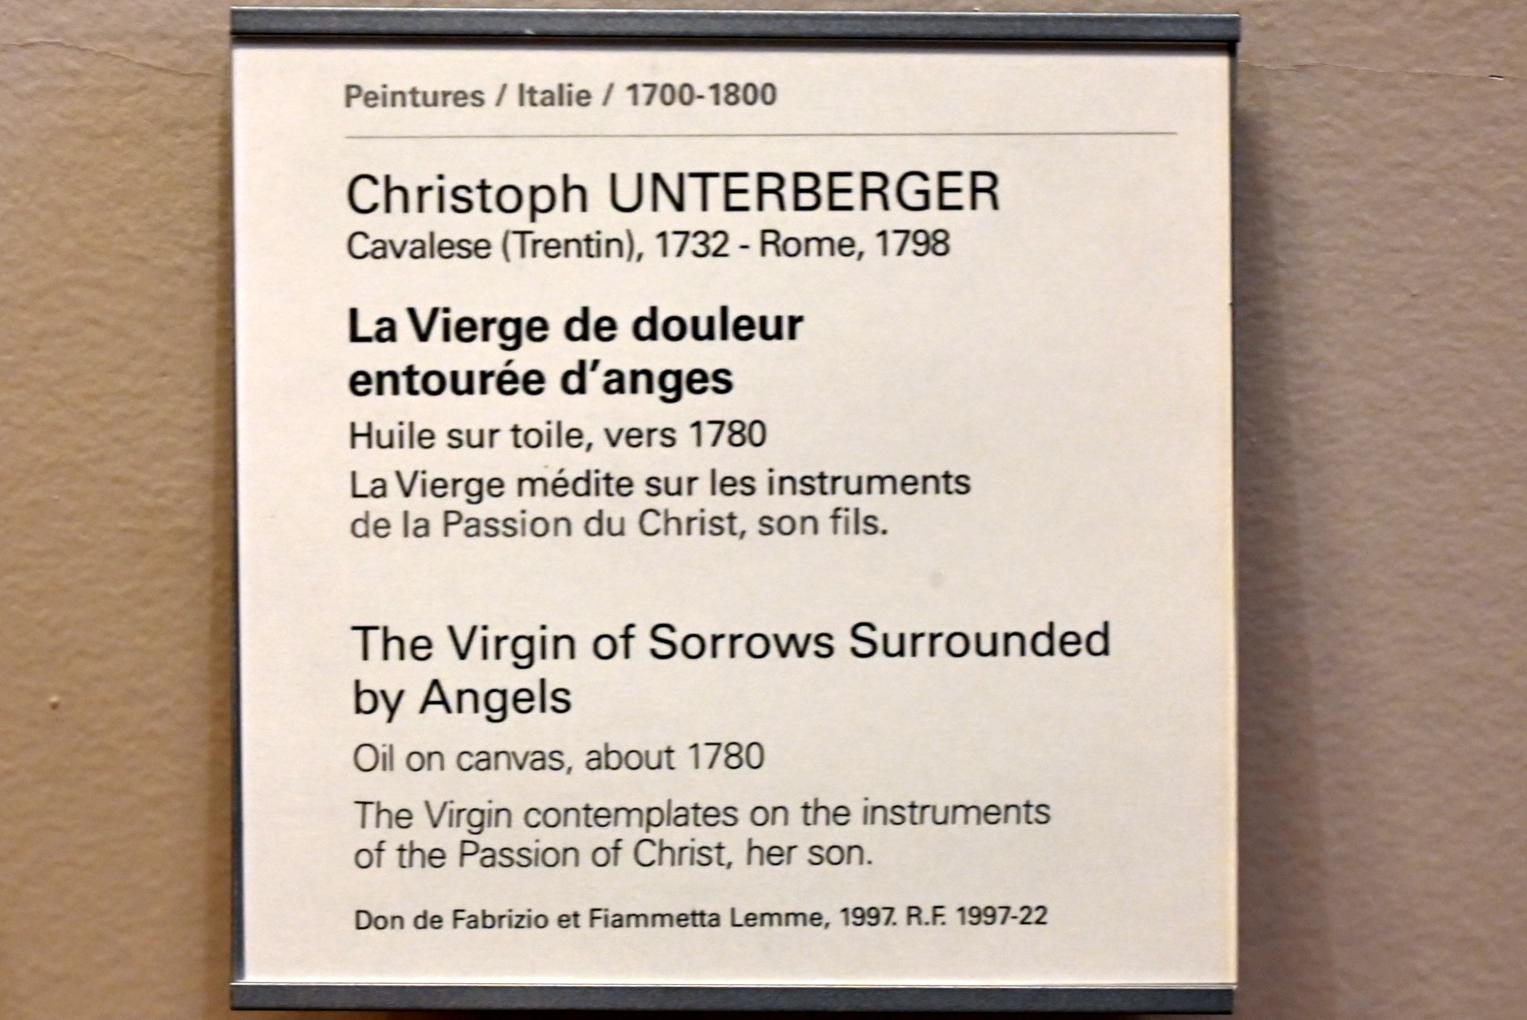 Peintures / Italie / 1700-1800
Christoph UNTERBERGER
Cavalese (Trentin), 1732 - Rome, 1798
La Vierge de douleur
entourée d'anges
Huile sur toile, vers 1780
La Vierge médite sur les instruments
de la Passion du Christ, son fils.
The Virgin of Sorrows Surrounded
by Angels
Oil on canvas, about 1780
The Virgin contemplates on the instruments
of the Passion of Christ, her son.
Don de Fabrizio et Fiammetta Lemme, 1997. R.F. 1997-22